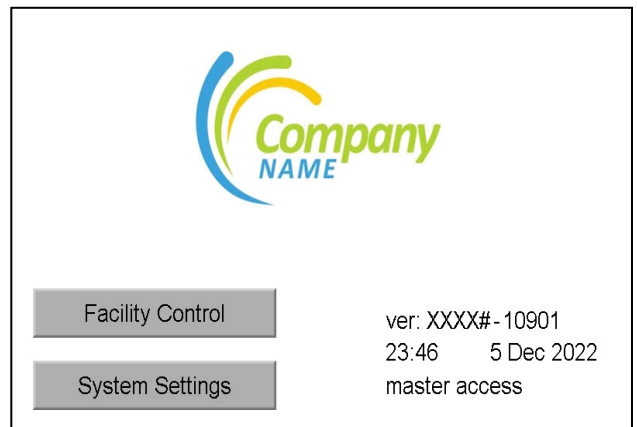 Company
NAME
Facility Control
System Settings
ver: XXXX#-10901
23:46 5 Dec 2022
master access